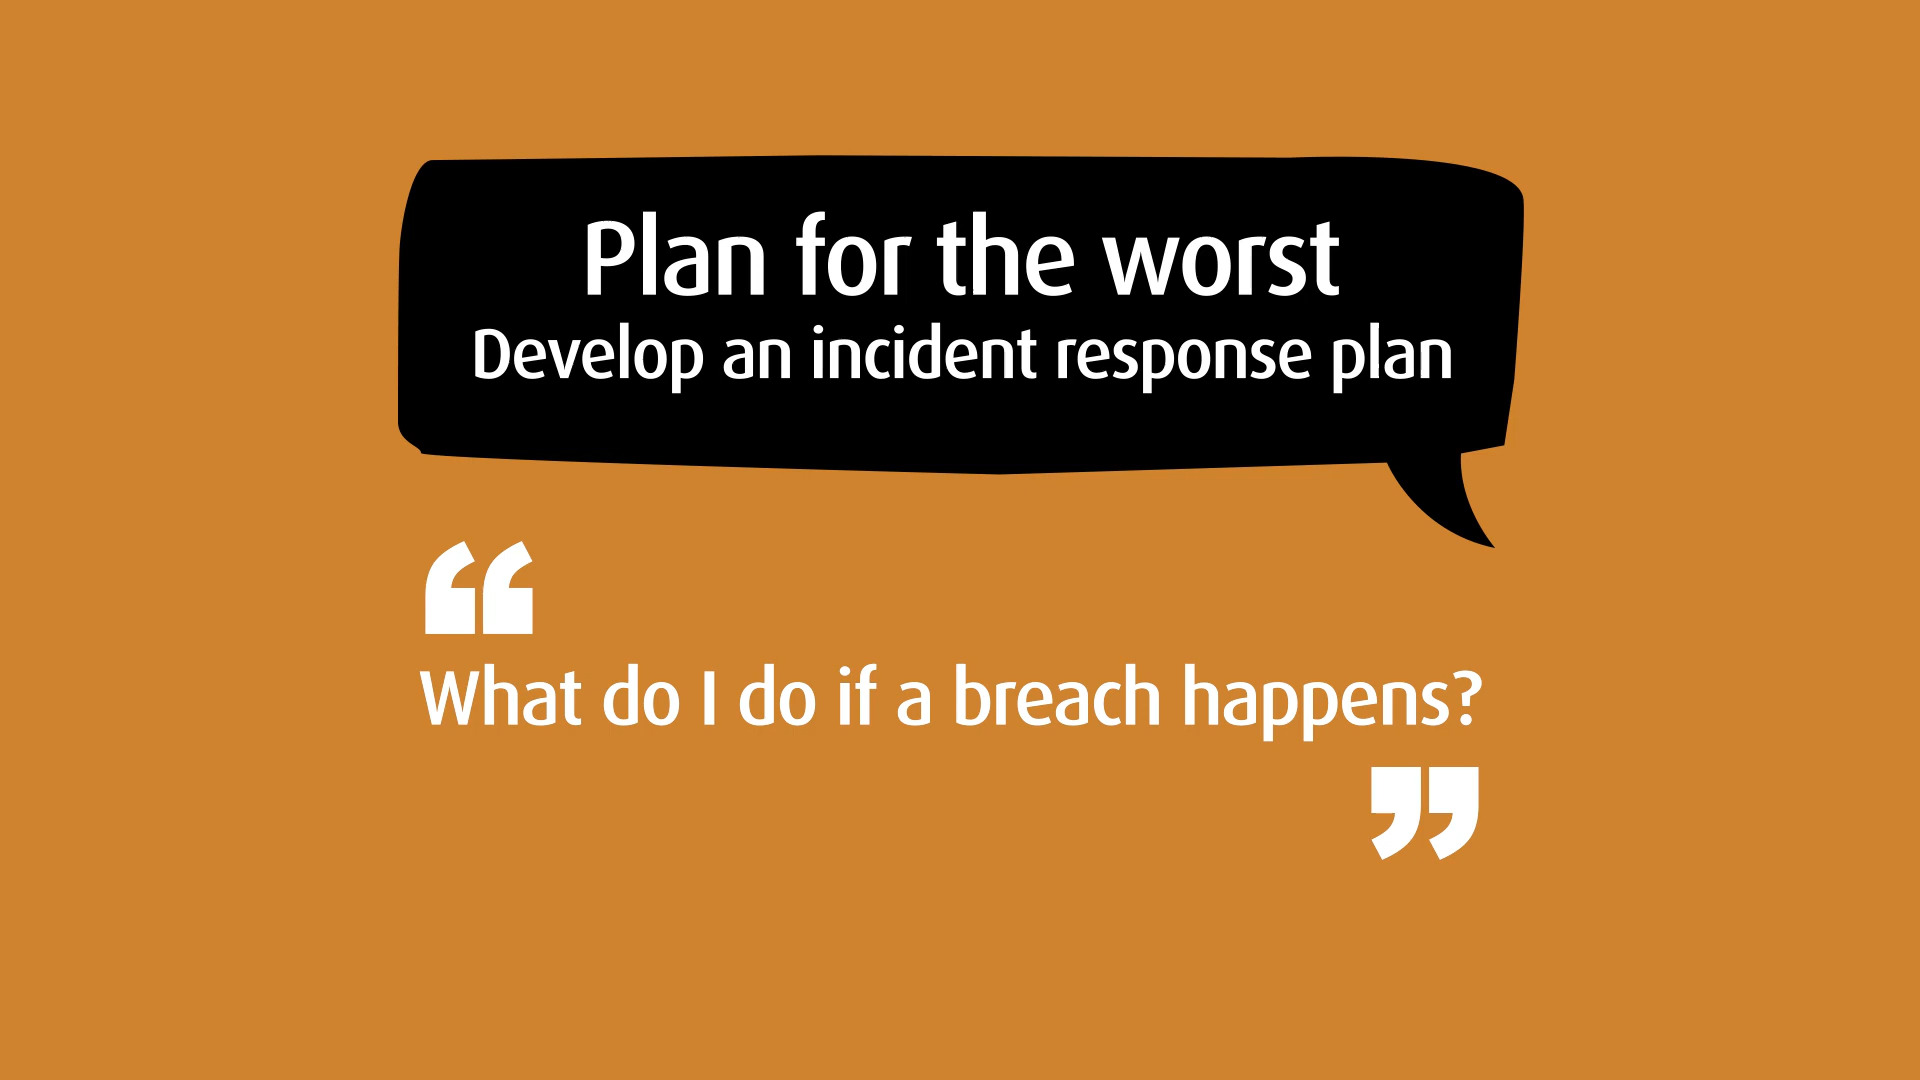 Plan for the worst
Develop an incident response plan
“
What do I do if a breach happens?
”